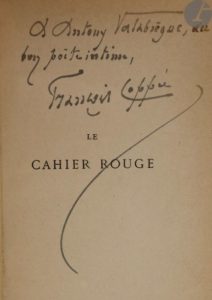 A Antony Valabrègue, au
bon poète intime,
François Coppée
LE
CAHIER ROUGE